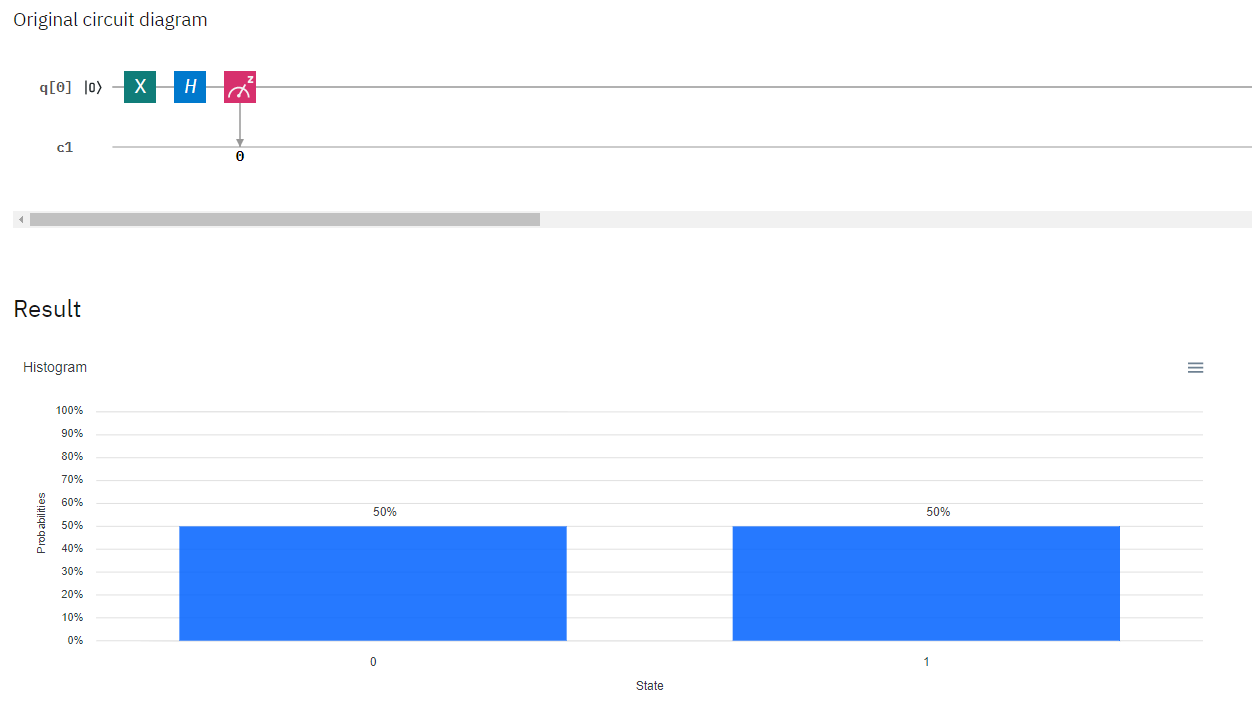 Original circuit diagram
q[0] |0⟩ X H z
c1
0
Result
Histogram
100%
90%
80%
70%
60%
50%
40%
30%
20%
10%
0%
Probabilities
50% 50%
0 1
State